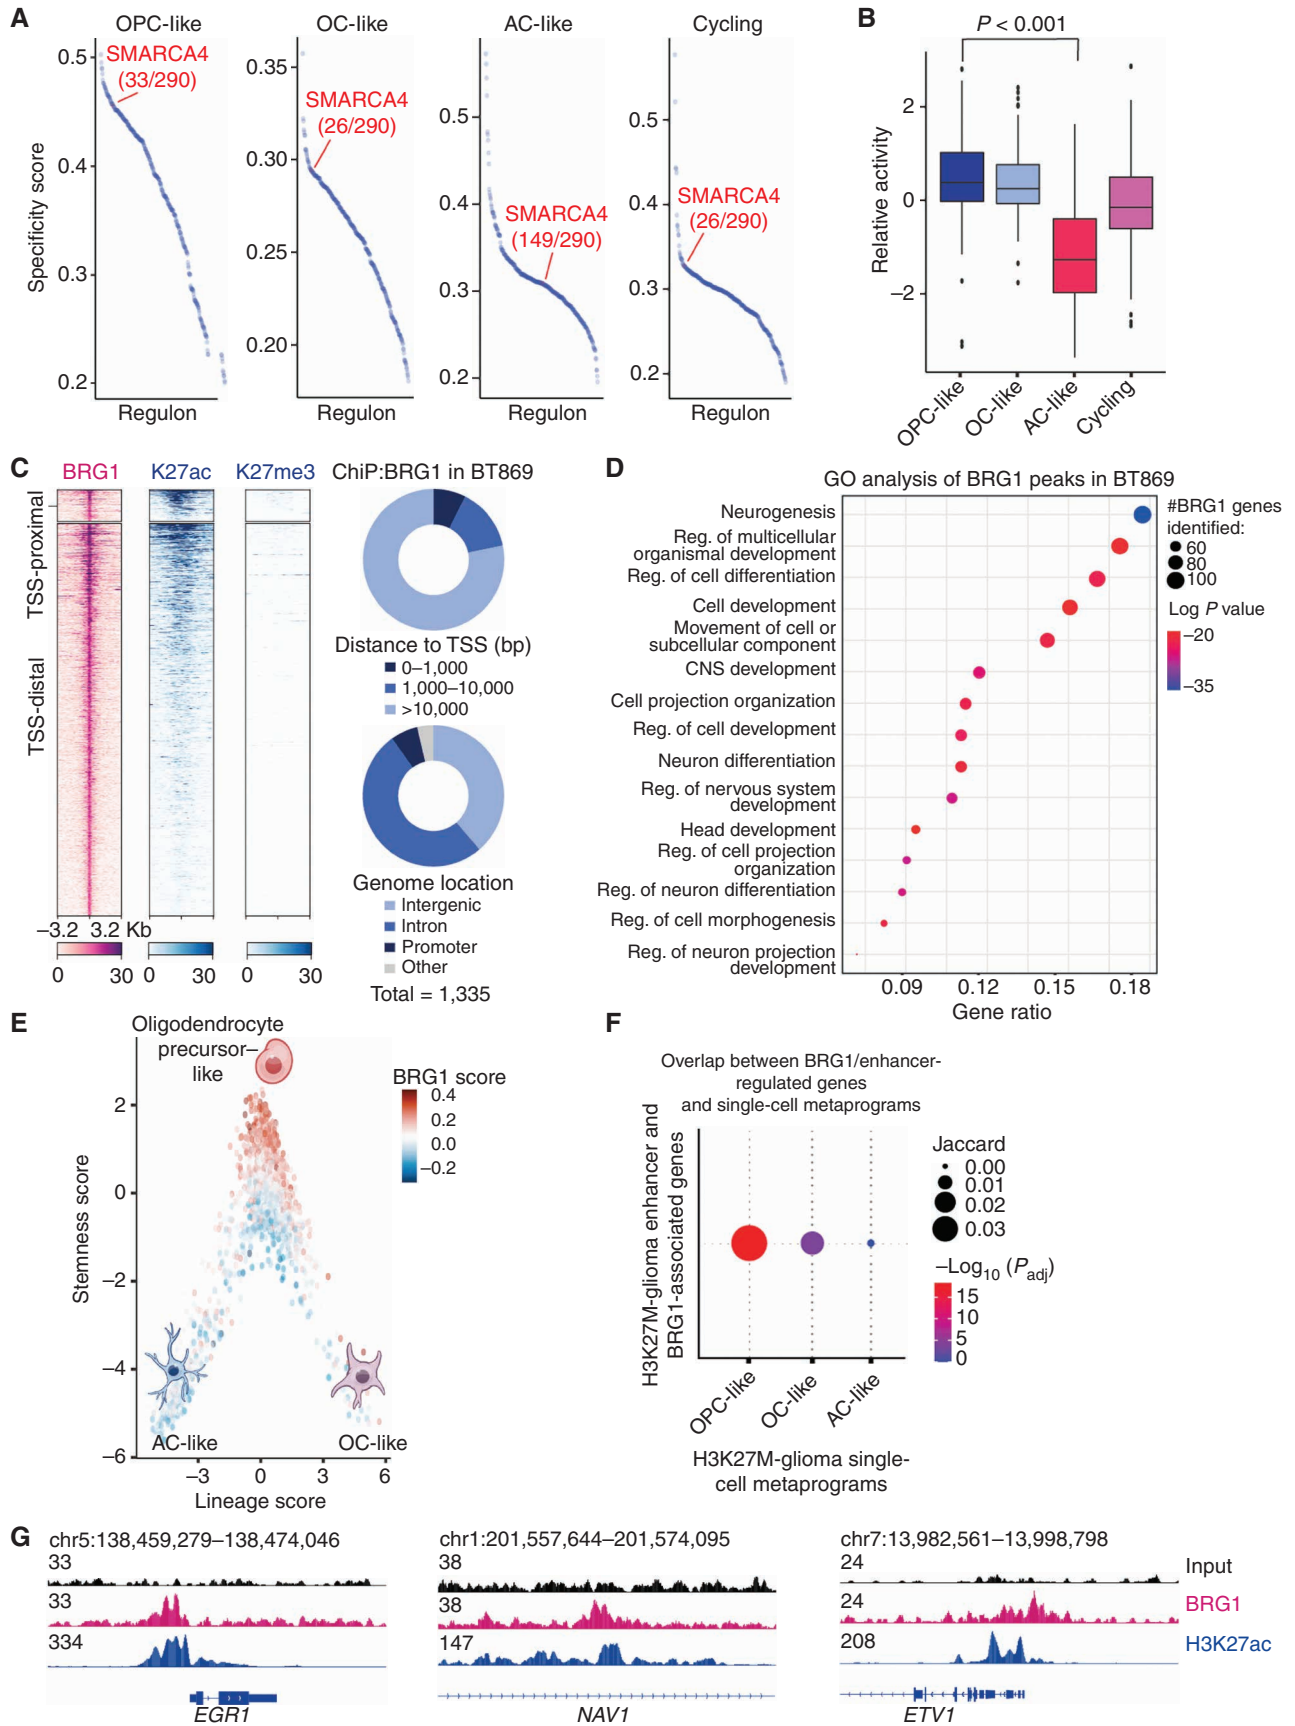 A
OPC-like
OC-like
AC-like
Cycling
Specificity score
0.5
0.4
0.3
0.2
SMARCA4
(33/290)
Regulon
0.35
0.30
0.25
0.20
SMARCA4
(26/290)
Regulon
0.5
0.4
0.3
0.2
SMARCA4
(149/290)
Regulon
0.5
0.4
0.3
0.2
SMARCA4
(26/290)
Regulon
B
P < 0.001
Relative activity
2
0
–2
OPC-like
OC-like
AC-like
Cycling
C
BRG1
K27ac
K27me3
TSS-proximal
TSS-distal
–3.2
3.2 Kb
0
30
0
30
0
30
ChiP:BRG1 in BT869
Distance to TSS (bp)
0–1,000
1,000–10,000
>10,000
Genome location
Intergenic
Intron
Promoter
Other
Total = 1,335
D
GO analysis of BRG1 peaks in BT869
Neurogenesis
Reg. of multicellular
organismal development
Reg. of cell differentiation
Cell development
Movement of cell or
subcellular component
CNS development
Cell projection organization
Reg. of cell development
Neuron differentiation
Reg. of nervous system
development
Head development
Reg. of cell projection
organization
Reg. of neuron differentiation
Reg. of cell morphogenesis
Reg. of neuron projection
development
0.09
0.12
0.15
0.18
Gene ratio
#BRG1 genes
identified:
60
80
100
Log P value
–20
–35
E
Oligodendrocyte
precursor–
like
BRG1 score
0.4
0.2
0.0
–0.2
Stemness score
2
0
–2
–4
–6
AC-like
OC-like
–3
0
3
6
Lineage score
F
Overlap between BRG1/enhancer-
regulated genes
and single-cell metaprograms
H3K27M-glioma enhancer and
BRG1-associated genes
OPC-like
OC-like
AC-like
H3K27M-glioma single-
cell metaprograms
Jaccard
0.00
0.01
0.02
0.03
–Log10 (Padj)
15
10
5
0
G
chr5:138,459,279–138,474,046
33
33
334
EGR1
chr1:201,557,644–201,574,095
38
38
147
NAV1
chr7:13,982,561–13,998,798
24
24
208
ETV1
Input
BRG1
H3K27ac